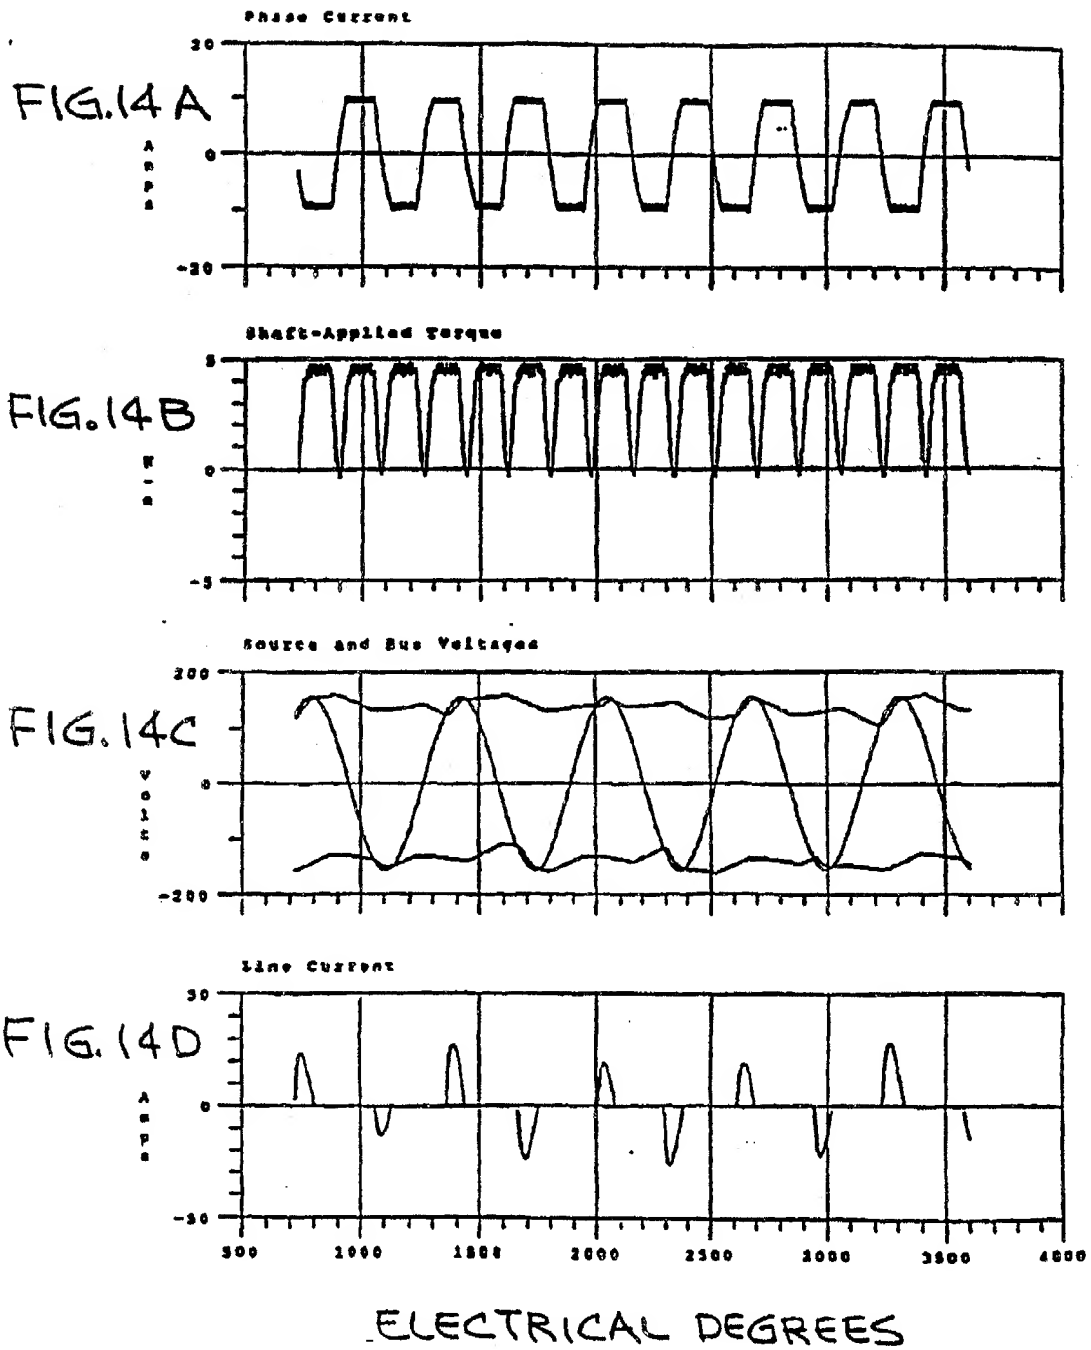 Phase Current
20
FIG.14A
Amps
0
-20
Shaft-Applied Torque
5
FIG.14B
N-m
0
-5
Source and Bus Voltages
200
FIG.14C
Volts
0
-200
Line Current
30
FIG.14D
Amps
0
-30
500 1000 1500 2000 2500 3000 3500 4000
ELECTRICAL DEGREES